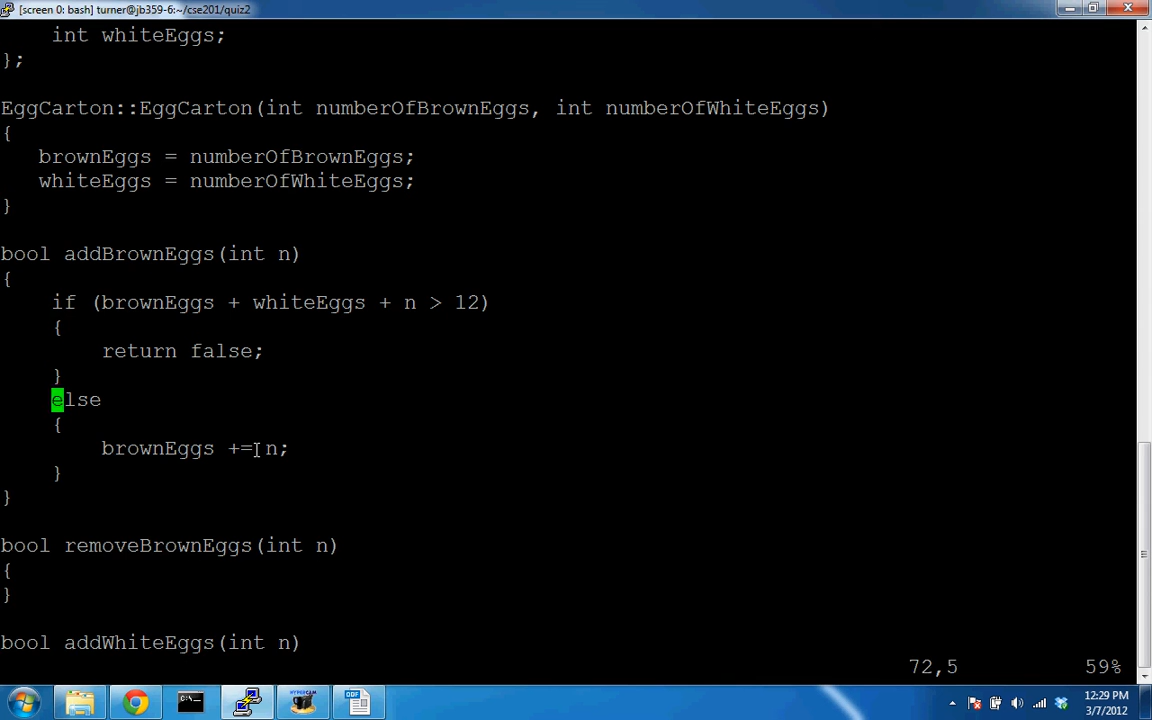 [screen 0: bash] turner@jb359-6:~/cse201/quiz2
int whiteEggs;
};
EggCarton::EggCarton(int numberOfBrownEggs, int numberOfWhiteEggs)
{
brownEggs = numberOfBrownEggs;
whiteEggs = numberOfWhiteEggs;
}
bool addBrownEggs(int n)
{
if (brownEggs + whiteEggs + n > 12)
{
return false;
}
else
{
brownEggs += n;
}
}
bool removeBrownEggs(int n)
{
}
bool addWhiteEggs(int n)
72,5 59%
C:\_
HYPERCAM
ODF
12:29 PM
3/7/2012